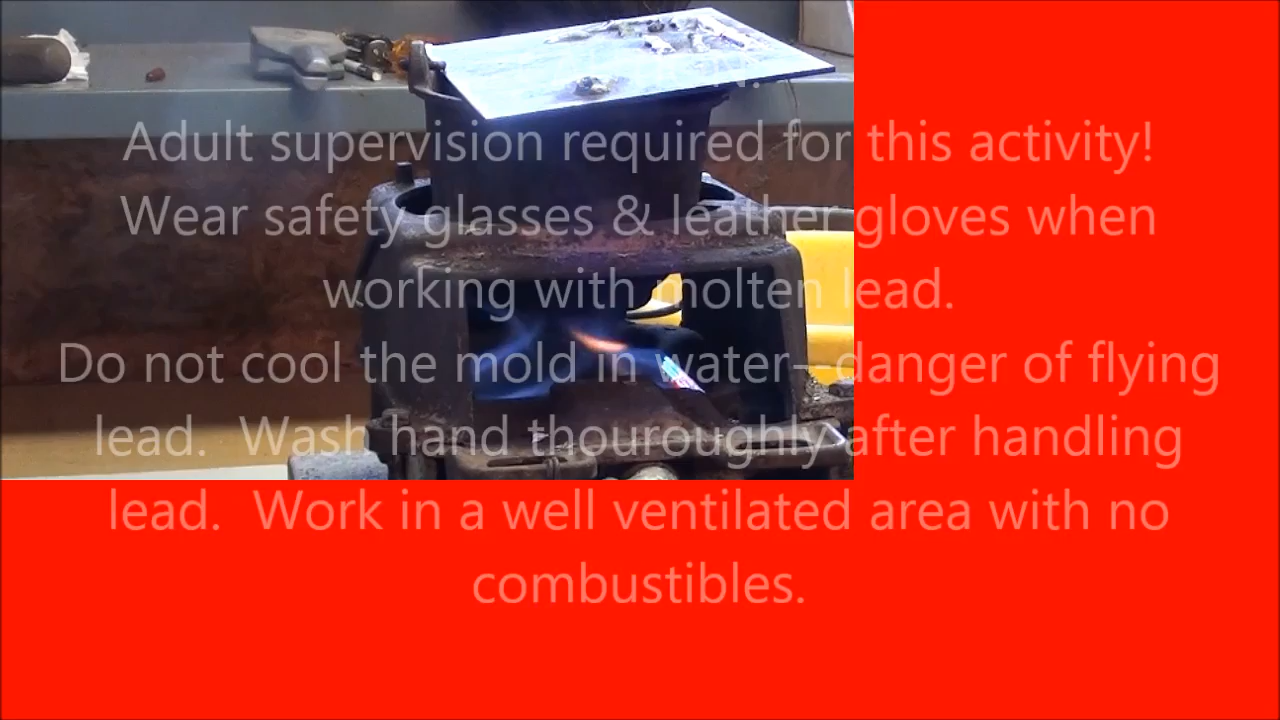 Adult supervision required for this activity!
Wear safety glasses & leather gloves when
working with molten lead.
Do not cool the mold in water--danger of flying
lead.  Wash hand thouroughly after handling
lead.  Work in a well ventilated area with no
combustibles.